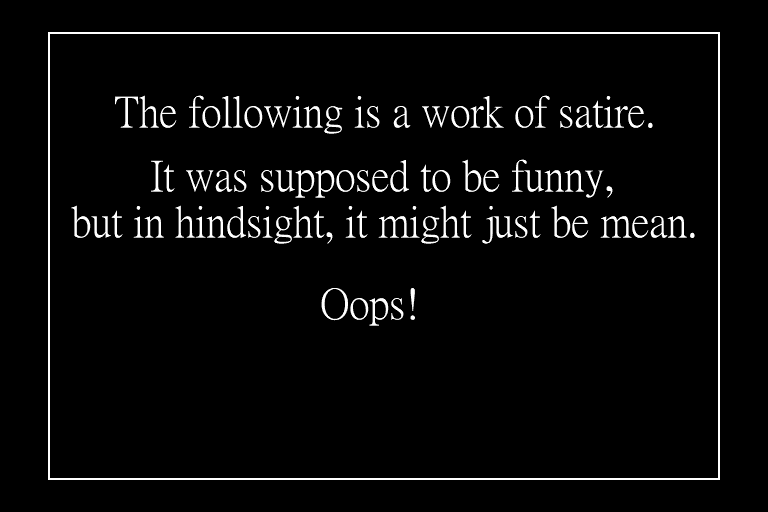 The following is a work of satire.
It was supposed to be funny,
but in hindsight, it might just be mean.
Oops!